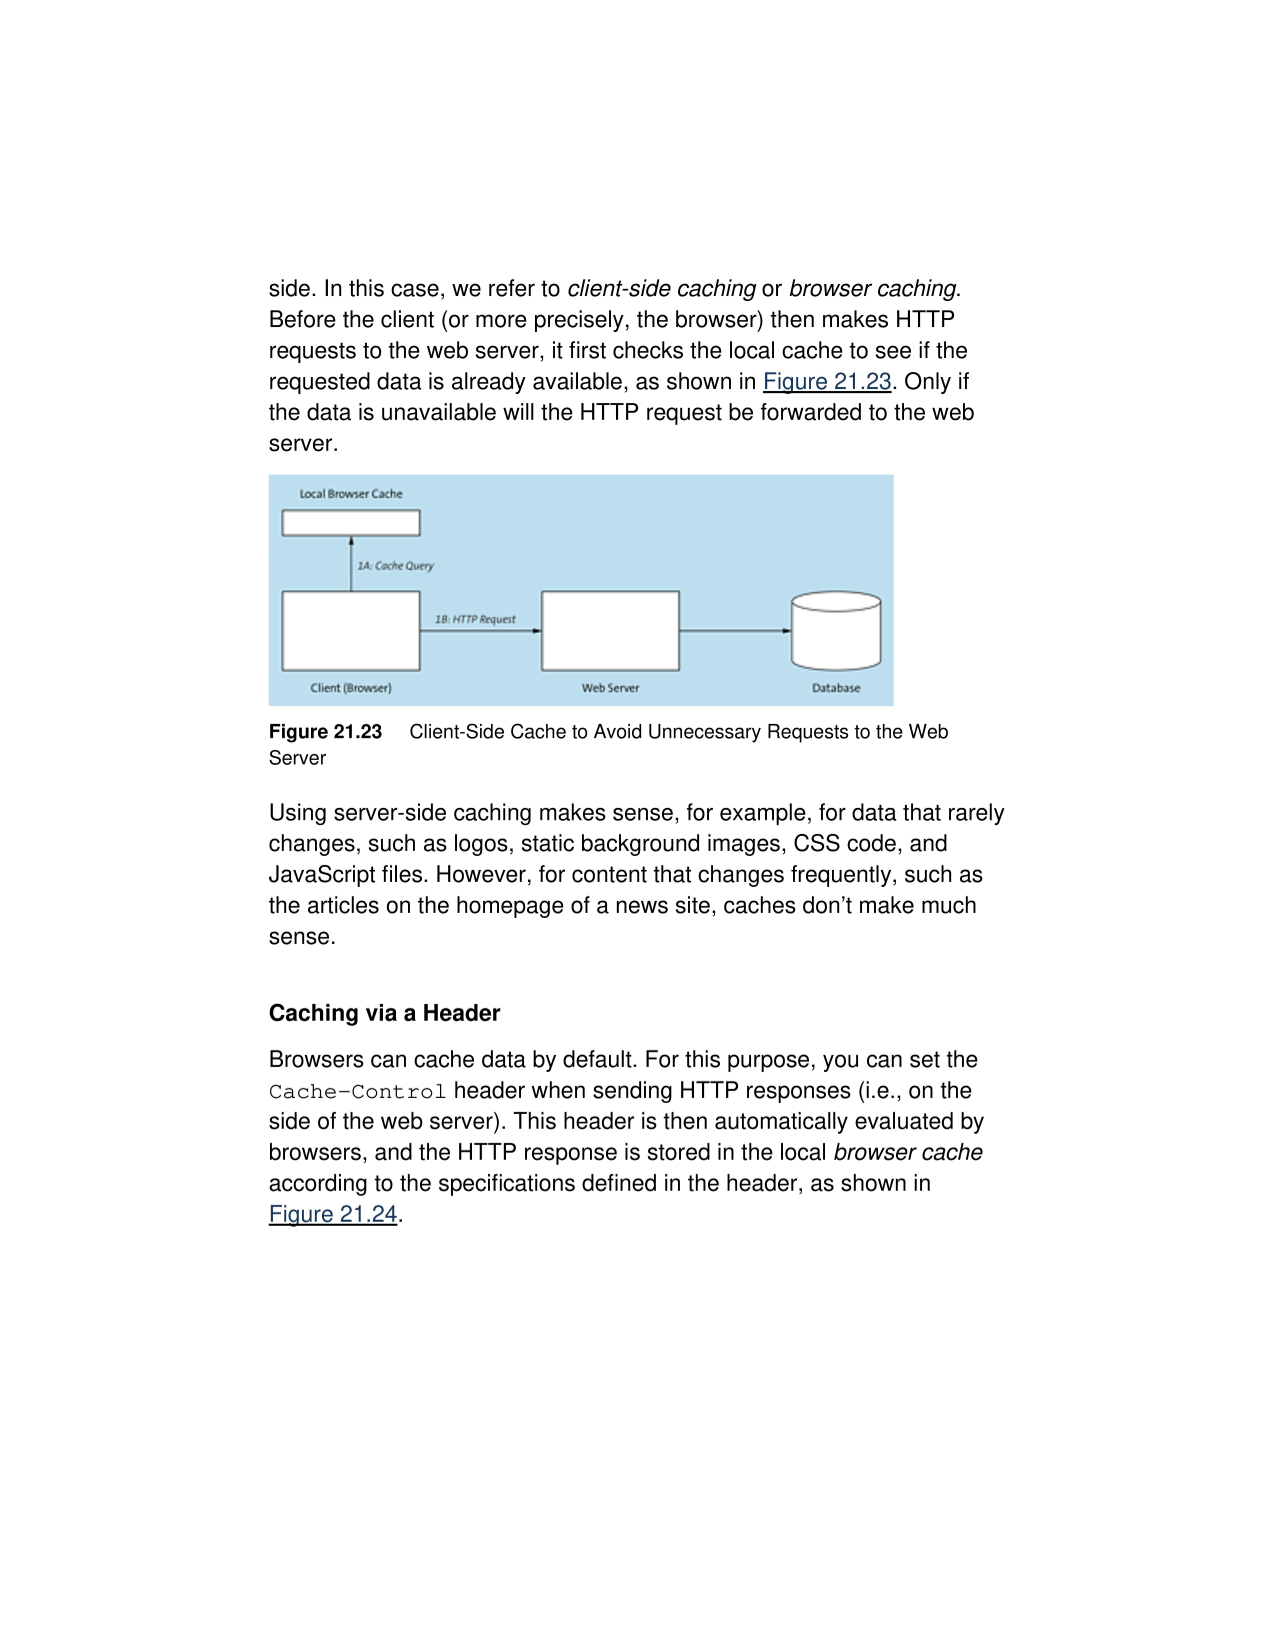 side. In this case, we refer to client-side caching or browser caching.
Before the client (or more precisely, the browser) then makes HTTP
requests to the web server, it first checks the local cache to see if the
requested data is already available, as shown in Figure 21.23. Only if
the data is unavailable will the HTTP request be forwarded to the web
server.
Local Browser Cache
1A: Cache Query
1B: HTTP Request
Client (Browser)
Web Server
Database
Figure 21.23 Client-Side Cache to Avoid Unnecessary Requests to the Web
Server
Using server-side caching makes sense, for example, for data that rarely
changes, such as logos, static background images, CSS code, and
JavaScript files. However, for content that changes frequently, such as
the articles on the homepage of a news site, caches don’t make much
sense.
Caching via a Header
Browsers can cache data by default. For this purpose, you can set the
Cache-Control header when sending HTTP responses (i.e., on the
side of the web server). This header is then automatically evaluated by
browsers, and the HTTP response is stored in the local browser cache
according to the specifications defined in the header, as shown in
Figure 21.24.